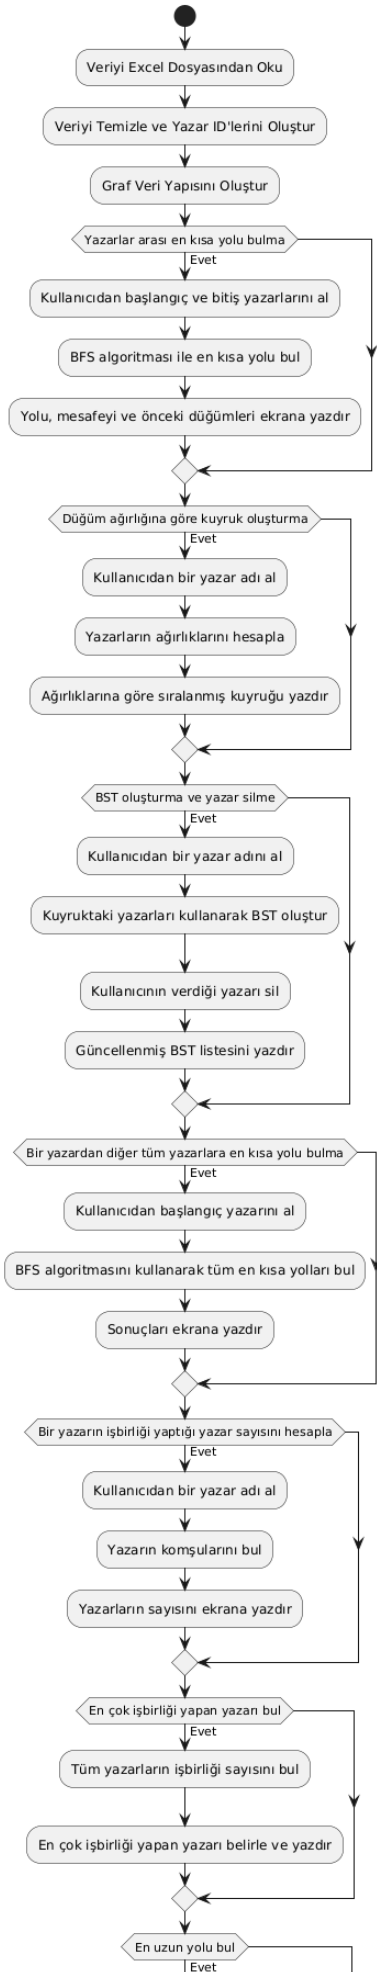 Veriyi Excel Dosyasından Oku
Veriyi Temizle ve Yazar ID'lerini Oluştur
Graf Veri Yapısını Oluştur
Yazarlar arası en kısa yolu bulma
Evet
Kullanıcıdan başlangıç ve bitiş yazarlarını al
BFS algoritması ile en kısa yolu bul
Yolu, mesafeyi ve önceki düğümleri ekrana yazdır
Düğüm ağırlığına göre kuyruk oluşturma
Evet
Kullanıcıdan bir yazar adı al
Yazarların ağırlıklarını hesapla
Ağırlıklarına göre sıralanmış kuyruğu yazdır
BST oluşturma ve yazar silme
Evet
Kullanıcıdan bir yazar adını al
Kuyruktaki yazarları kullanarak BST oluştur
Kullanıcının verdiği yazarı sil
Güncellenmiş BST listesini yazdır
Bir yazardan diğer tüm yazarlara en kısa yolu bulma
Evet
Kullanıcıdan başlangıç yazarını al
BFS algoritmasını kullanarak tüm en kısa yolları bul
Sonuçları ekrana yazdır
Bir yazarın işbirliği yaptığı yazar sayısını hesapla
Evet
Kullanıcıdan bir yazar adı al
Yazarın komşularını bul
Yazarların sayısını ekrana yazdır
En çok işbirliği yapan yazarı bul
Evet
Tüm yazarların işbirliği sayısını bul
En çok işbirliği yapan yazarı belirle ve yazdır
En uzun yolu bul
Evet